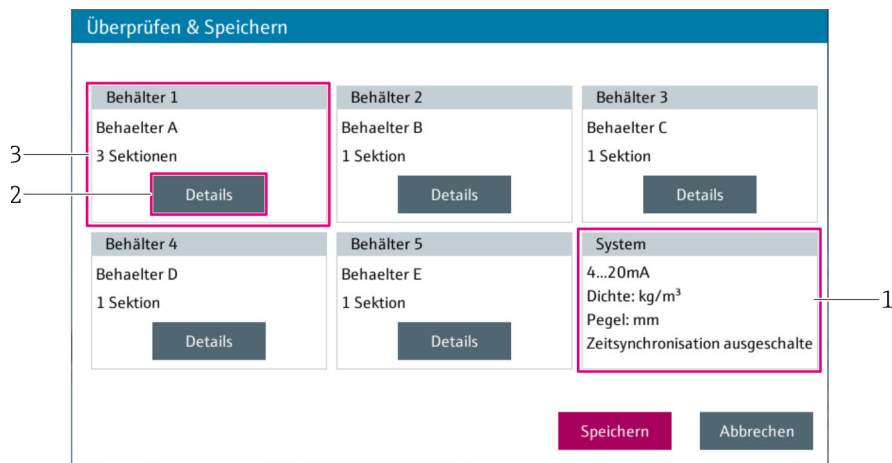 Überprüfen & Speichern
Behälter 1
Behaelter A
3 Sektionen
Details
Behälter 2
Behaelter B
1 Sektion
Details
Behälter 3
Behaelter C
1 Sektion
Details
3
2
Behälter 4
Behaelter D
1 Sektion
Details
Behälter 5
Behaelter E
1 Sektion
Details
System
4...20mA
Dichte: kg/m³
Pegel: mm
Zeitsynchronisation ausgeschalte
1
Speichern
Abbrechen